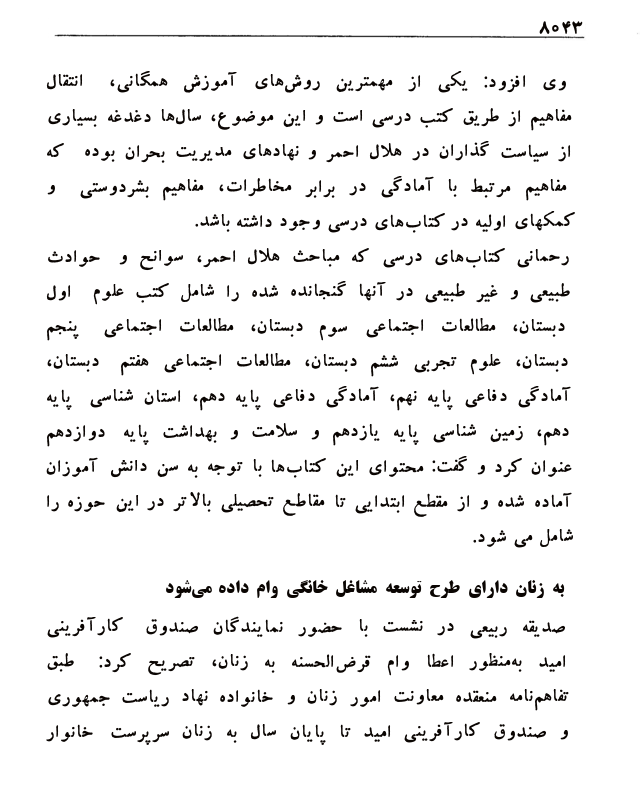 ۸۰۴۳
وی افزود: یکی از مهمترین روش‌های آموزش همگانی، انتقال
مفاهیم از طریق کتب درسی است و این موضوع، سال‌ها دغدغه بسیاری
از سیاست گذاران در هلال احمر و نهادهای مدیریت بحران بوده که
مفاهیم مرتبط با آمادگی در برابر مخاطرات، مفاهیم بشردوستی و
کمکهای اولیه در کتاب‌های درسی وجود داشته باشد.
رحمانی کتاب‌های درسی که مباحث هلال احمر، سوانح و حوادث
طبیعی و غیر طبیعی در آنها گنجانده شده را شامل کتب علوم اول
دبستان، مطالعات اجتماعی سوم دبستان، مطالعات اجتماعی پنجم
دبستان، علوم تجربی ششم دبستان، مطالعات اجتماعی هفتم دبستان،
آمادگی دفاعی پایه نهم، آمادگی دفاعی پایه دهم، استان شناسی پایه
دهم، زمین شناسی پایه یازدهم و سلامت و بهداشت پایه دوازدهم
عنوان کرد و گفت: محتوای این کتاب‌ها با توجه به سن دانش آموزان
آماده شده و از مقطع ابتدایی تا مقاطع تحصیلی بالاتر در این حوزه را
شامل می شود.
به زنان دارای طرح توسعه مشاغل خانگی وام داده می‌شود
صدیقه ربیعی در نشست با حضور نمایندگان صندوق کارآفرینی
امید به‌منظور اعطا وام قرض‌الحسنه به زنان، تصریح کرد: طبق
تفاهم‌نامه منعقده معاونت امور زنان و خانواده نهاد ریاست جمهوری
و صندوق کارآفرینی امید تا پایان سال به زنان سرپرست خانوار